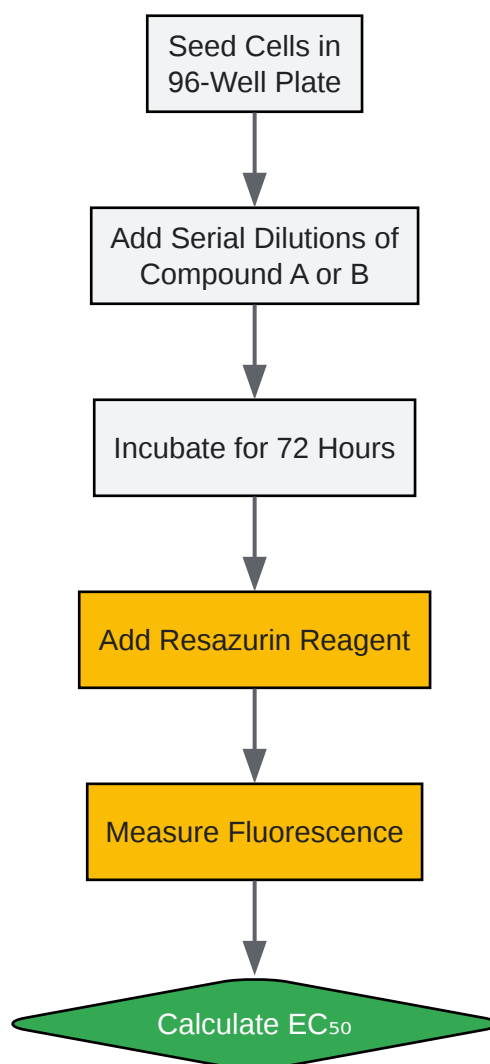 Seed Cells in
96-Well Plate
Add Serial Dilutions of
Compound A or B
Incubate for 72 Hours
Add Resazurin Reagent
Measure Fluorescence
Calculate EC₅₀